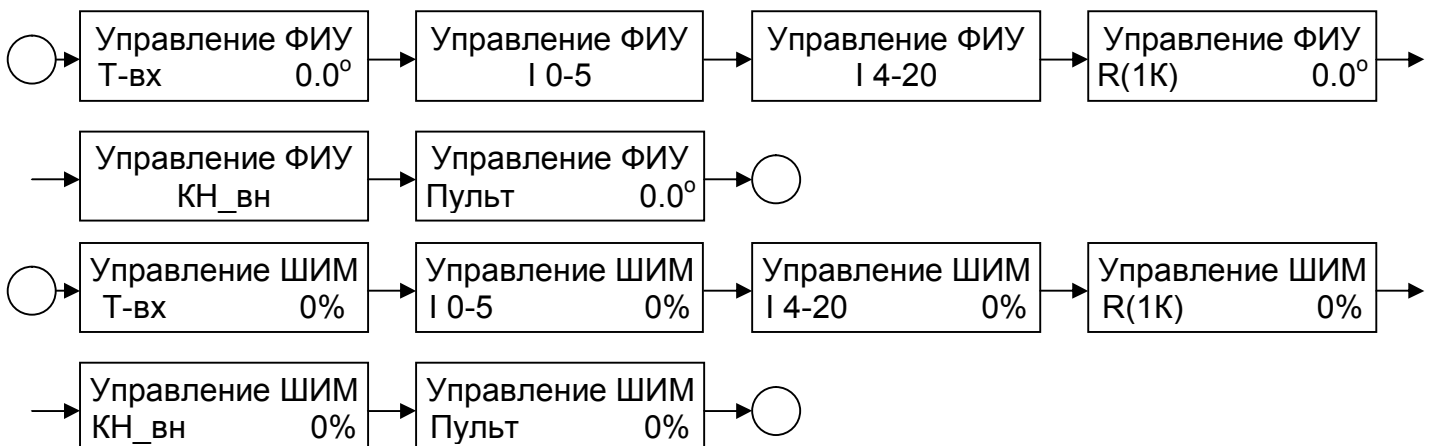 Управление ФИУ
Т-вх 0.0°
Управление ФИУ
I 0-5
Управление ФИУ
I 4-20
Управление ФИУ
R(1К) 0.0°
Управление ФИУ
КН_вн
Управление ФИУ
Пульт 0.0°
Управление ШИМ
Т-вх 0%
Управление ШИМ
I 0-5 0%
Управление ШИМ
I 4-20 0%
Управление ШИМ
R(1К) 0%
Управление ШИМ
КН_вн 0%
Управление ШИМ
Пульт 0%